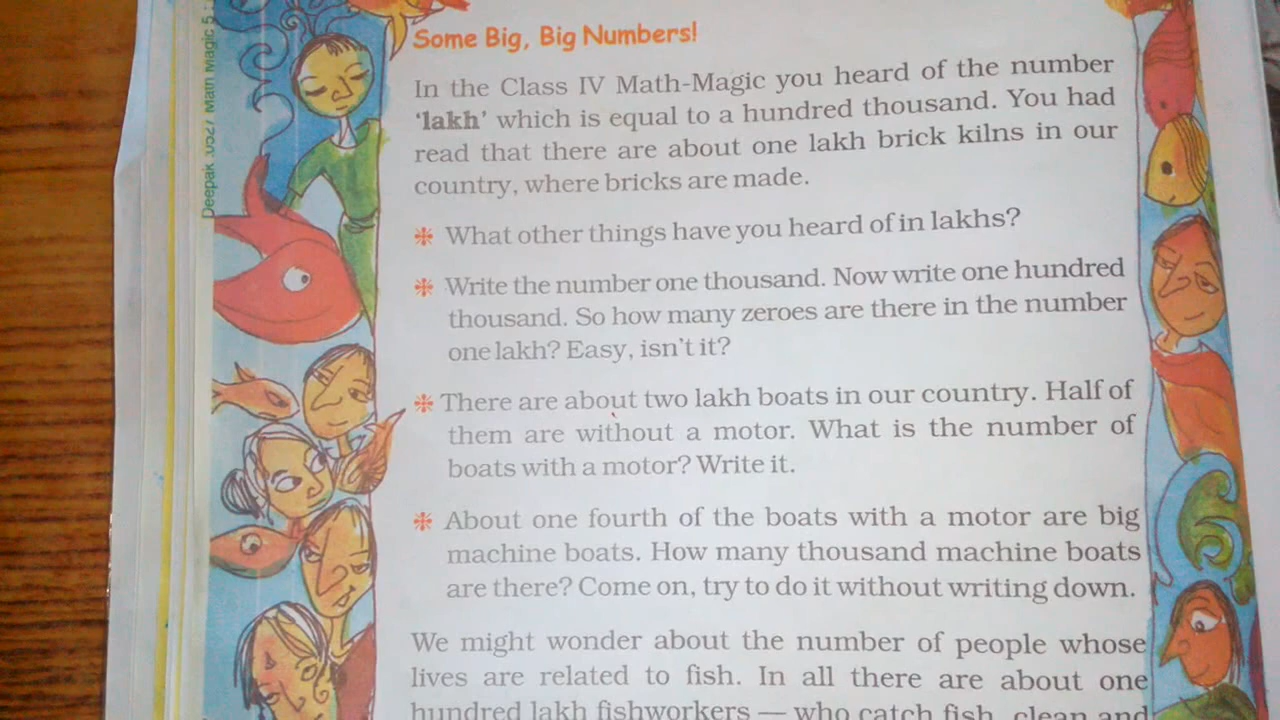 Deepak .05z7 Math Magic 5 :
Some Big, Big Numbers!
In the Class IV Math-Magic you heard of the number
‘lakh’ which is equal to a hundred thousand. You had
read that there are about one lakh brick kilns in our
country, where bricks are made.
❉ What other things have you heard of in lakhs?
❉ Write the number one thousand. Now write one hundred
thousand. So how many zeroes are there in the number
one lakh? Easy, isn’t it?
❉ There are about two lakh boats in our country. Half of
them are without a motor. What is the number of
boats with a motor? Write it.
❉ About one fourth of the boats with a motor are big
machine boats. How many thousand machine boats
are there? Come on, try to do it without writing down.
We might wonder about the number of people whose
lives are related to fish. In all there are about one
hundred lakh fishworkers — who catch fish, clean and